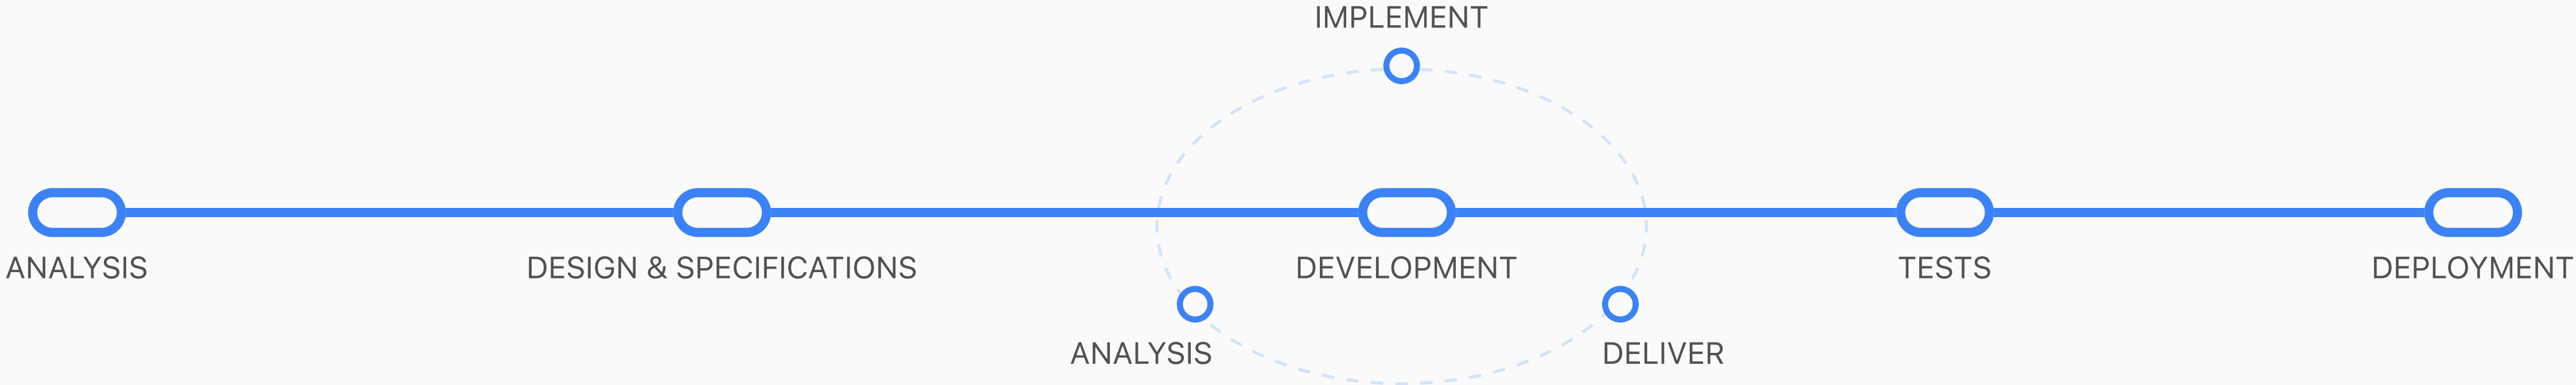 IMPLEMENT
ANALYSIS
DESIGN & SPECIFICATIONS
DEVELOPMENT
TESTS
DEPLOYMENT
ANALYSIS
DELIVER